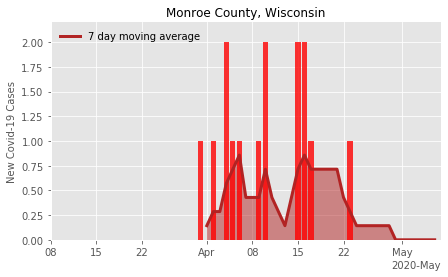 Monroe County, Wisconsin
7 day moving average
New Covid-19 Cases
2.00
1.75
1.50
1.25
1.00
0.75
0.50
0.25
0.00
08 15 22 Apr 08 15 22 May
2020-May